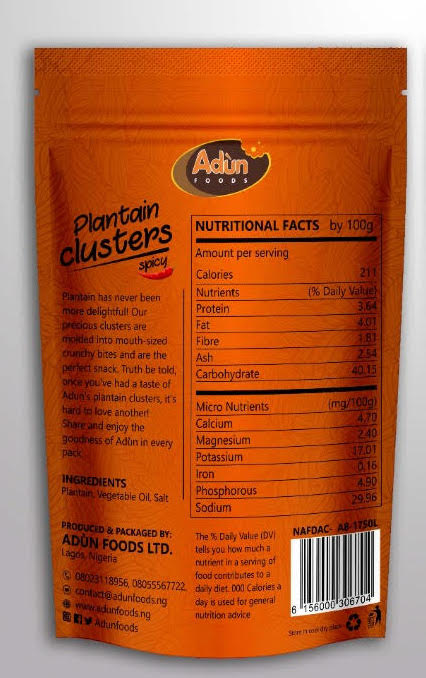 Adùn
FOODS
Plantain
clusters
spicy
Plantain has never been
more delightful! Our
precious clusters are
molded into mouth-sized
crunchy bites and are the
perfect snack. Truth be told,
once you've had a taste of
Adun's plantain clusters, it's
hard to love another!
Share and enjoy the
goodness of Adùn in every
pack
INGREDIENTS
Plantain, Vegetable Oil, Salt
PRODUCED & PACKAGED BY:
ADÙN FOODS LTD.
Lagos, Nigeria
08023118956, 08055567722
contact@adunfoods.ng
www.adunfoods.ng
Adunfoods
NUTRITIONAL FACTS by 100g
Amount per serving
Calories 211
Nutrients (% Daily Value)
Protein 3.64
Fat 4.01
Fibre 1.81
Ash 2.54
Carbohydrate 40.15
Micro Nutrients (mg/100g)
Calcium 4.70
Magnesium 2.40
Potassium 17.01
Iron 0.16
Phosphorous 4.90
Sodium 29.96
The % Daily Value (DV)
tells you how much a
nutrient in a serving of
food contributes to a
daily diet. 000 Calories a
day is used for general
nutrition advice
NAFDAC- A8-1750L
6 156000 306704
Store in cool dry place